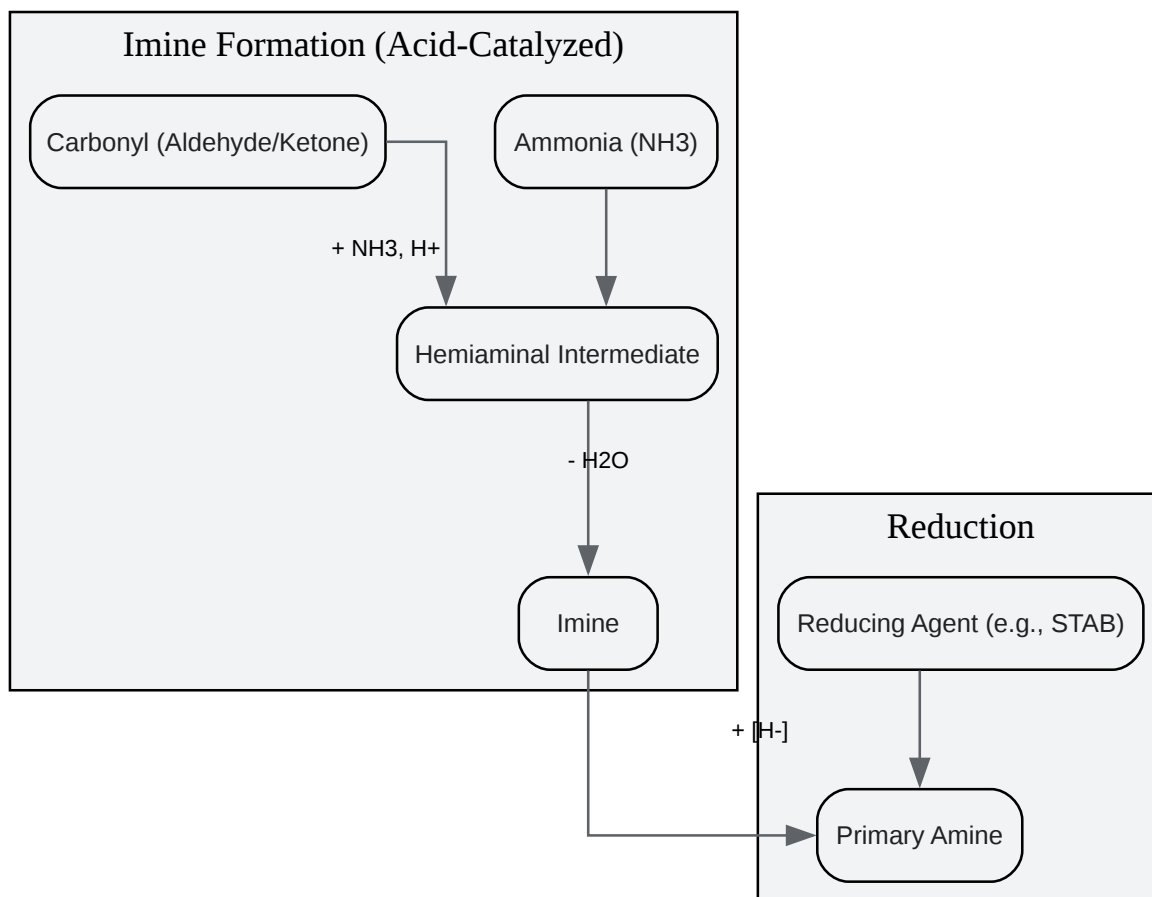 Imine Formation (Acid-Catalyzed)
Carbonyl (Aldehyde/Ketone)
Ammonia (NH3)
+ NH3, H+
Hemiaminal Intermediate
- H2O
Reduction
Imine
Reducing Agent (e.g., STAB)
+ [H-]
Primary Amine